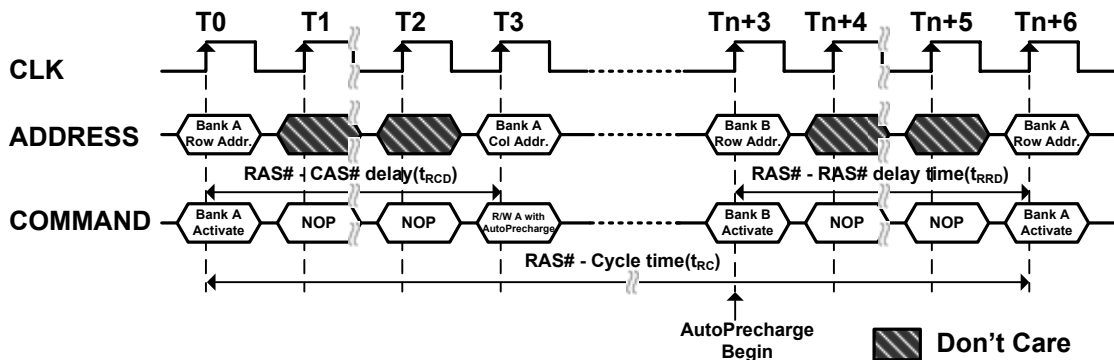 T0 T1 T2 T3 Tn+3 Tn+4 Tn+5 Tn+6
CLK
ADDRESS
Bank A
Row Addr.
Bank A
Col Addr.
Bank B
Row Addr.
Bank A
Row Addr.
RAS# - CAS# delay(tRCD)
RAS# - RAS# delay time(tRRD)
COMMAND
Bank A
Activate
NOP
NOP
R/W A with
AutoPrecharge
Bank B
Activate
NOP
NOP
Bank A
Activate
RAS# - Cycle time(tRC)
AutoPrecharge
Begin
Don't Care